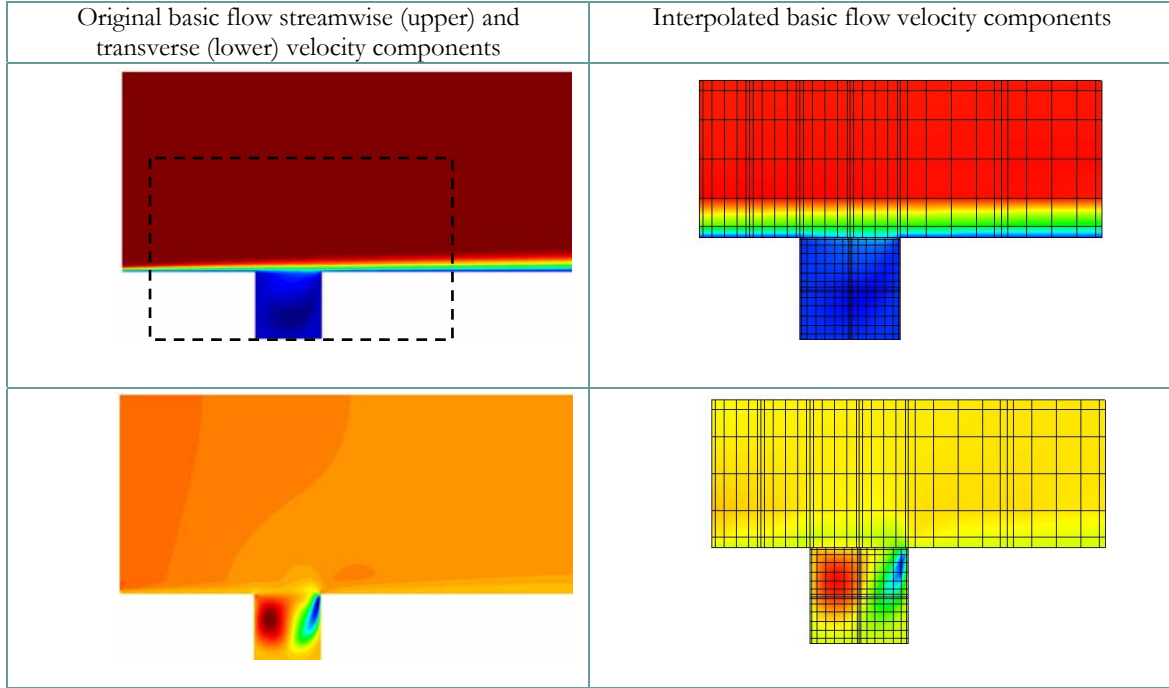 Original basic flow streamwise (upper) and
transverse (lower) velocity components
Interpolated basic flow velocity components